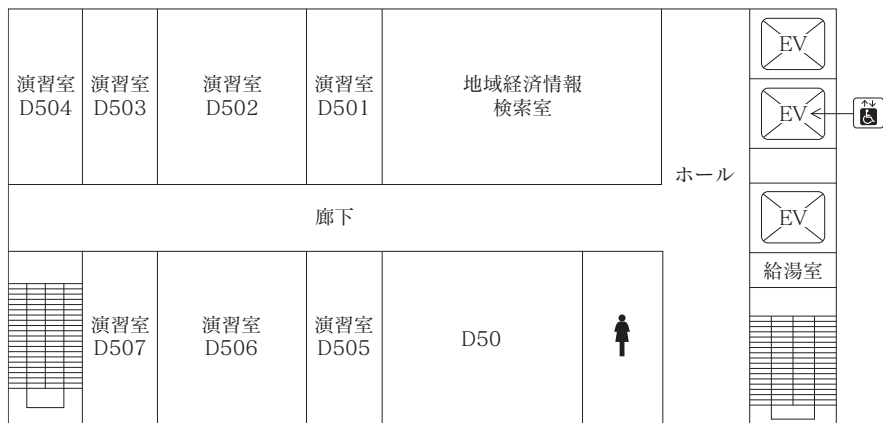 演習室
D504
演習室
D503
演習室
D502
演習室
D501
地域経済情報
検索室
EV
EV
ホール
廊下
EV
給湯室
演習室
D507
演習室
D506
演習室
D505
D50